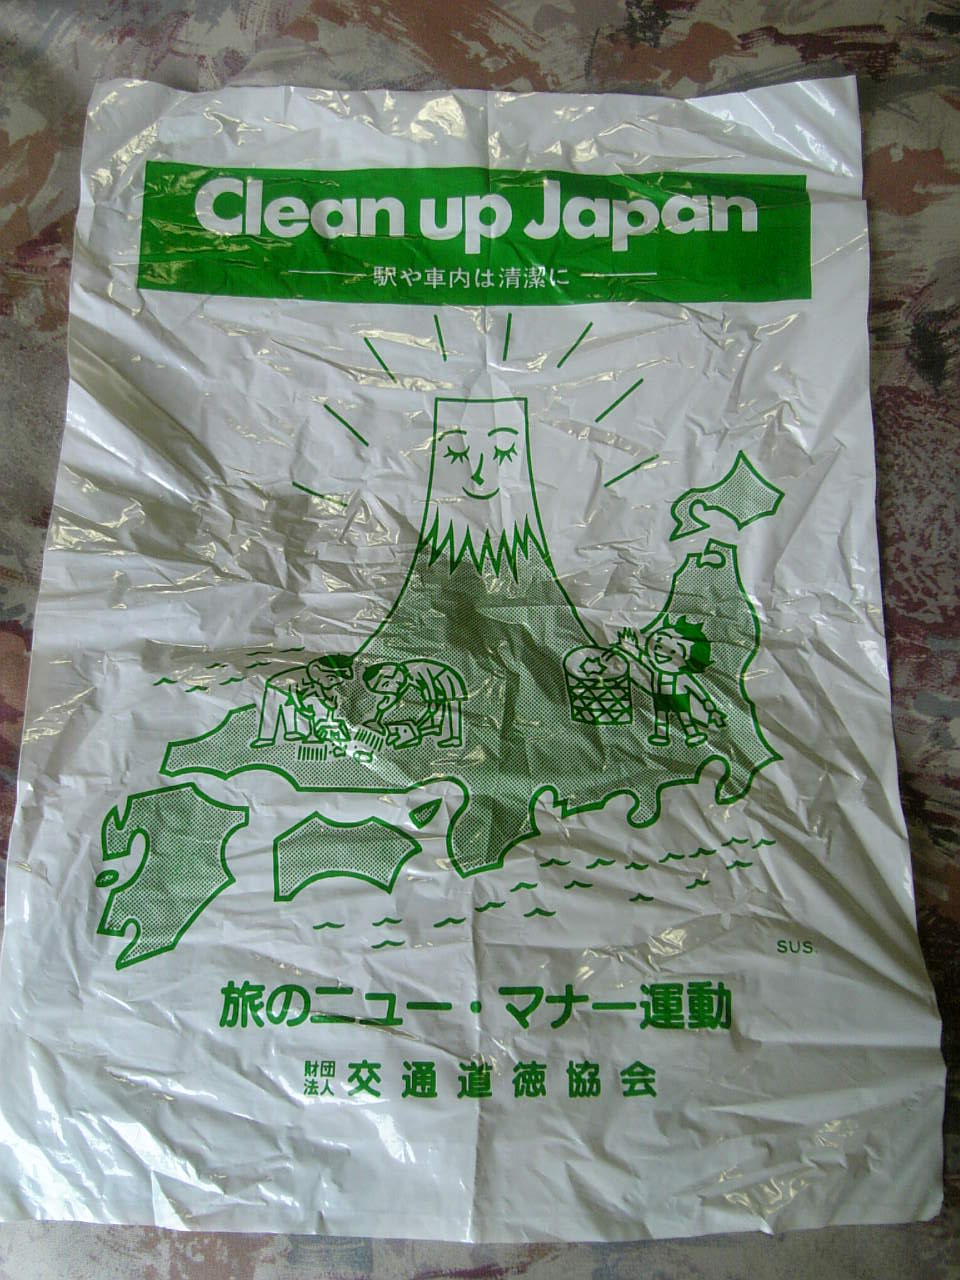 Clean up Japan
駅や車内は清潔に
SUS.
旅のニュー・マナー運動
財団法人 交通道徳協会